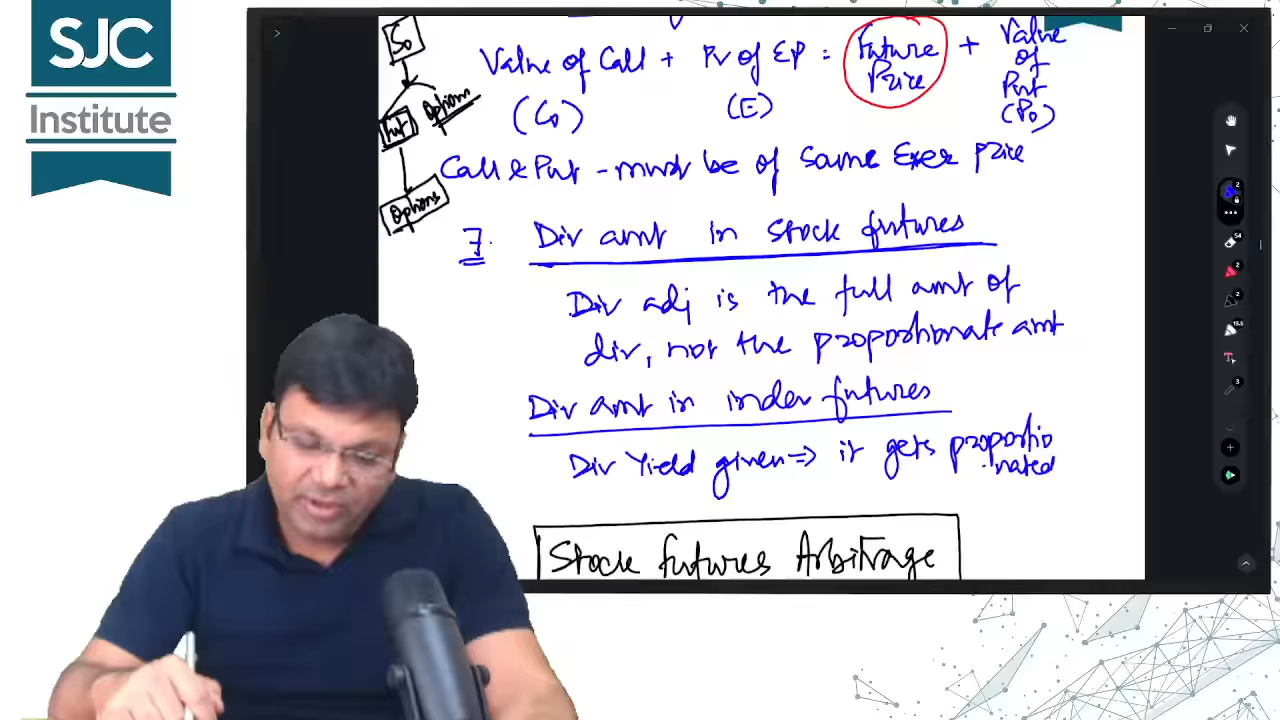 SJC
Institute
S0
Put
Options
Options
Value of Call + PV of EP = Future Price + Value of Put
(C0) (E) (P0)
Call & Put - must be of Same Exer price
7.
Div amt in stock futures
Div adj is the full amt of
div, not the proportionate amt
Div amt in index futures
Div Yield given => it gets proportio
nated
Stock futures Arbitrage